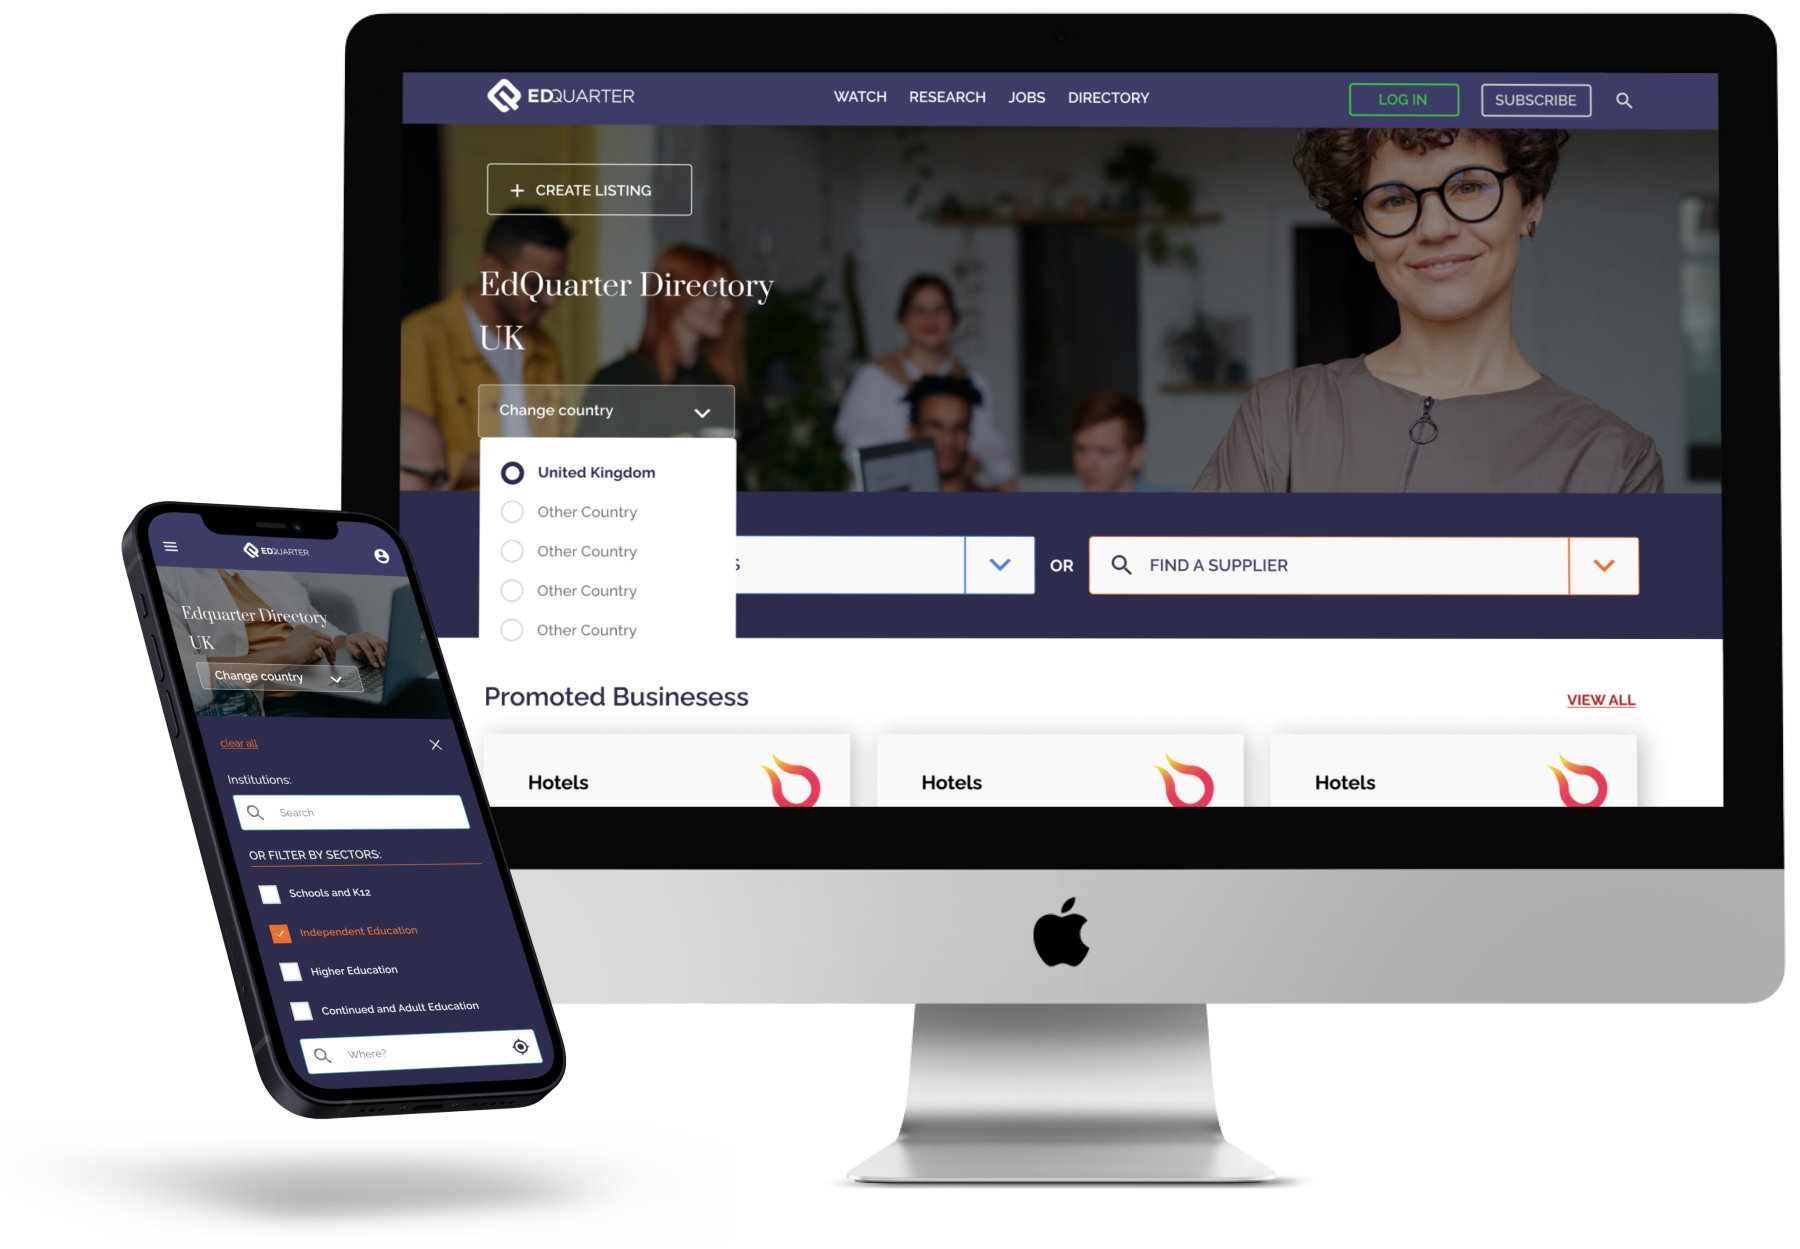 EDQUARTER
WATCH RESEARCH JOBS DIRECTORY
LOG IN
SUBSCRIBE
+ CREATE LISTING
EdQuarter Directory
UK
Change country
United Kingdom
Other Country
Other Country
Other Country
Other Country
S
OR
FIND A SUPPLIER
Promoted Businesess
VIEW ALL
Hotels
Hotels
Hotels
EDQUARTER
Edquarter Directory
UK
Change country
clear all
Institutions:
Search
OR FILTER BY SECTORS:
Schools and K12
Independent Education
Higher Education
Continued and Adult Education
Where?